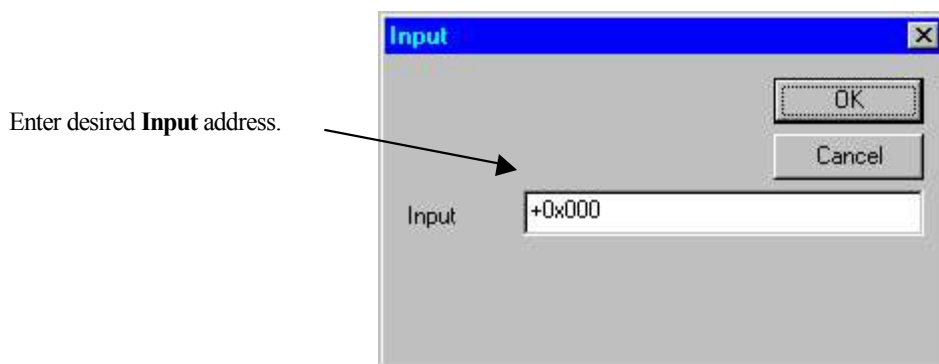 Input
OK
Enter desired Input address.
Cancel
Input
+0x000